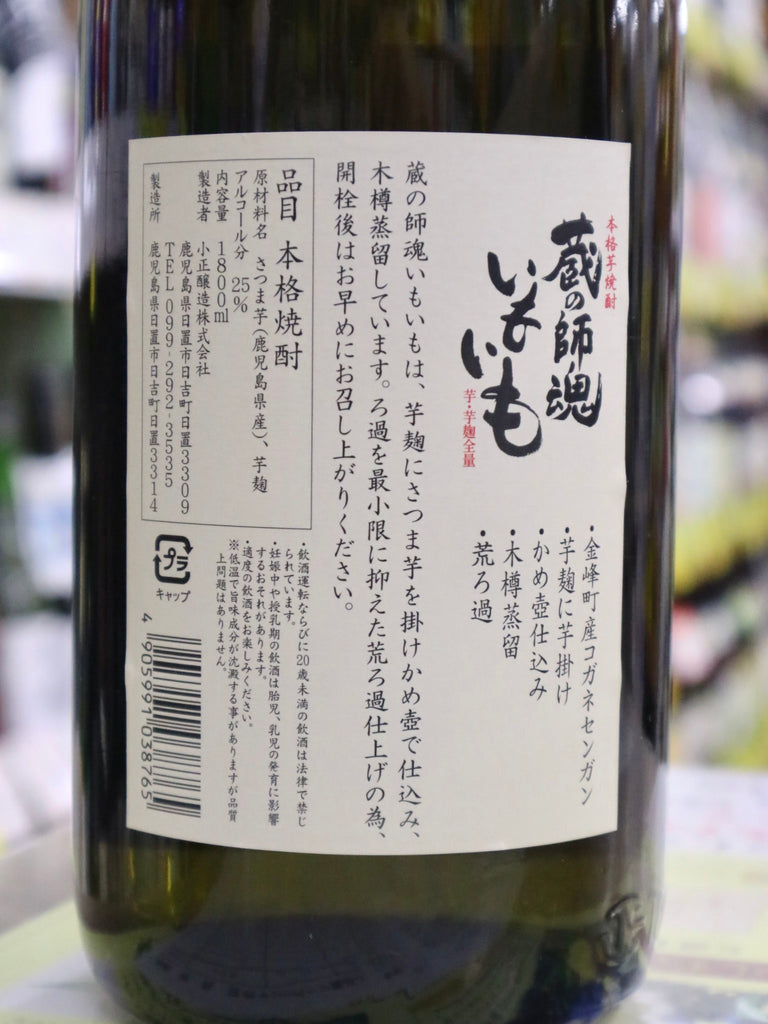 本格芋焼酎
蔵の師魂
いもいも
芋・芋麹全量
・金峰町産コガネセンガン
・芋麹に芋掛け
・かめ壺仕込み
・木樽蒸留
・荒ろ過
蔵の師魂いもいもは、芋麹にさつま芋を掛けかめ壺で仕込み、
木樽蒸留しています。ろ過を最小限に抑えた荒ろ過仕上げの為、
開栓後はお早めにお召し上がりください。
品目 本格焼酎
原材料名 さつま芋(鹿児島県産)、芋麹
アルコール分 25%
内容量 1800ml
製造者 小正醸造株式会社
鹿児島県日置市日吉町日置3309
TEL 099-292-3535
製造所 鹿児島県日置市日吉町日置3314
・飲酒運転ならびに20歳未満の飲酒は法律で禁じ
られています。
・妊娠中や授乳期の飲酒は胎児、乳児の発育に影響
するおそれがあります。
・適度の飲酒をお楽しみください。
※低温で旨味成分が沈澱する事がありますが品質
上問題はありません。
プラ
キャップ
4 905991 038765